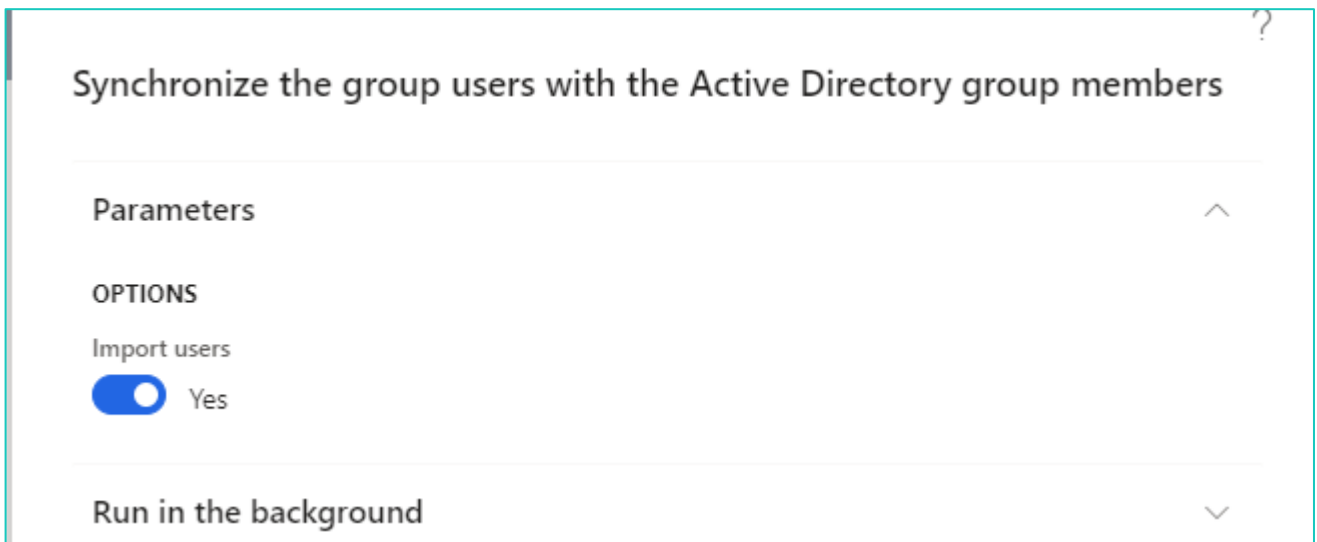 ?
Synchronize the group users with the Active Directory group members
Parameters
OPTIONS
Import users
Yes
Run in the background